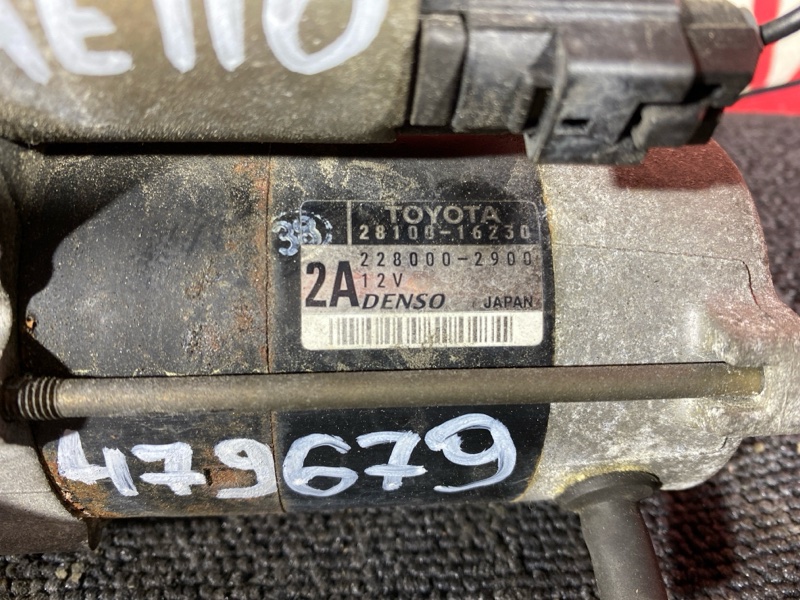 AE110
TOYOTA
28100-16230
228000-2900
12V
2A DENSO JAPAN
479679